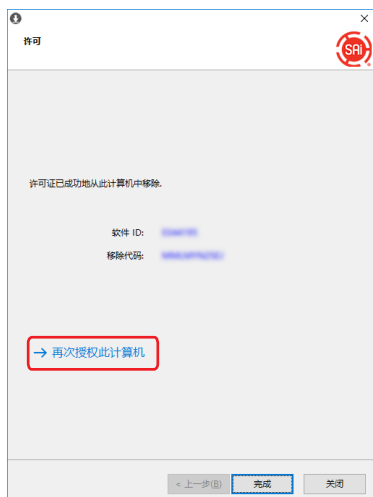 许可
SAi
许可证已成功地从此计算机中移除.
软件 ID:
移除代码:
→ 再次授权此计算机
< 上一步(B)
完成
关闭